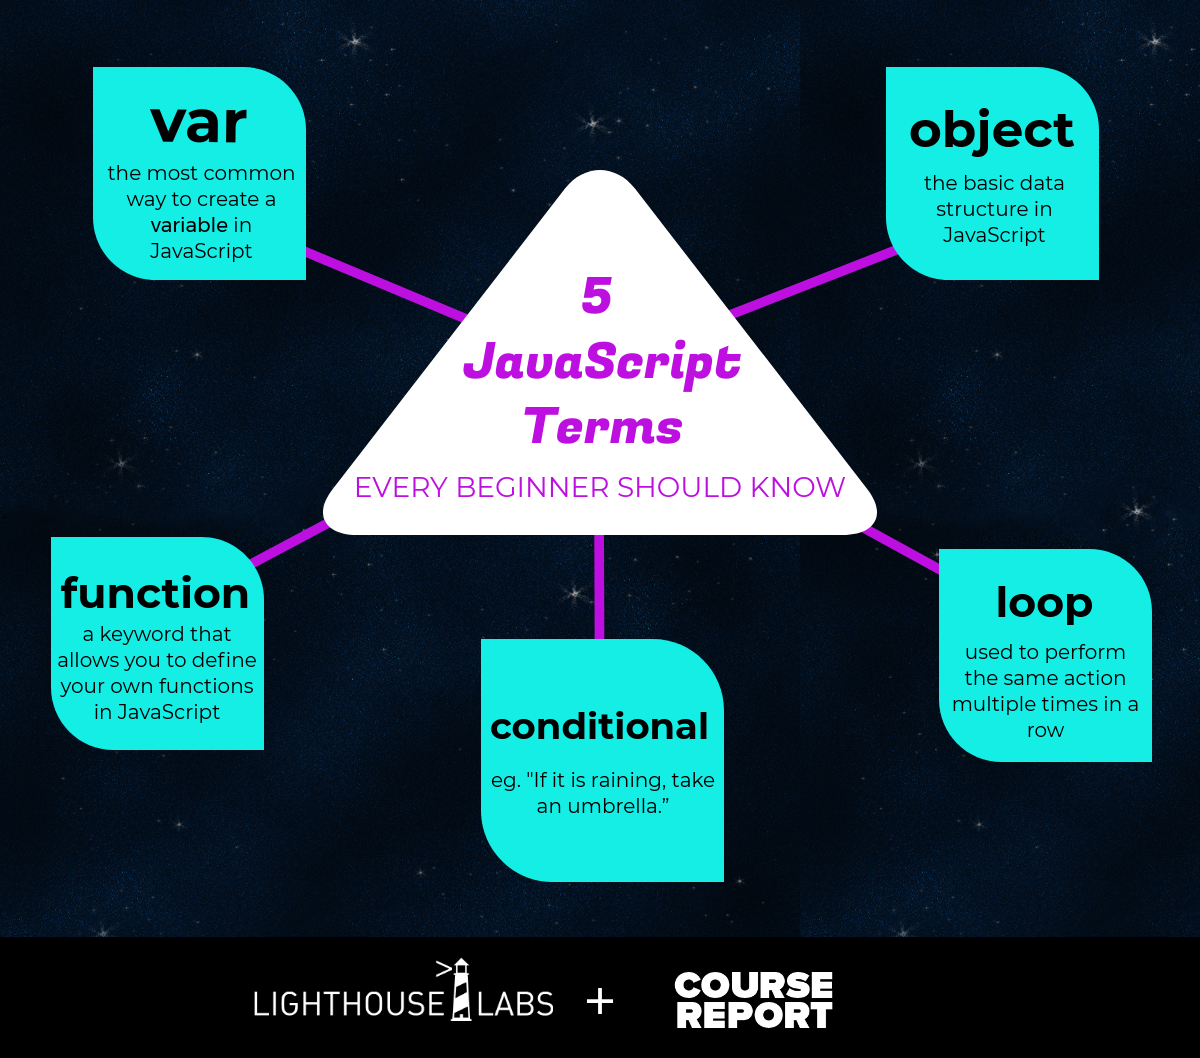 var
the most common
way to create a
variable in
JavaScript
object
the basic data
structure in
JavaScript
5
JavaScript
Terms
EVERY BEGINNER SHOULD KNOW
function
a keyword that
allows you to define
your own functions
in JavaScript
conditional
eg. "If it is raining, take
an umbrella.”
loop
used to perform
the same action
multiple times in a
row
>
LIGHTHOUSE LABS + COURSE
REPORT